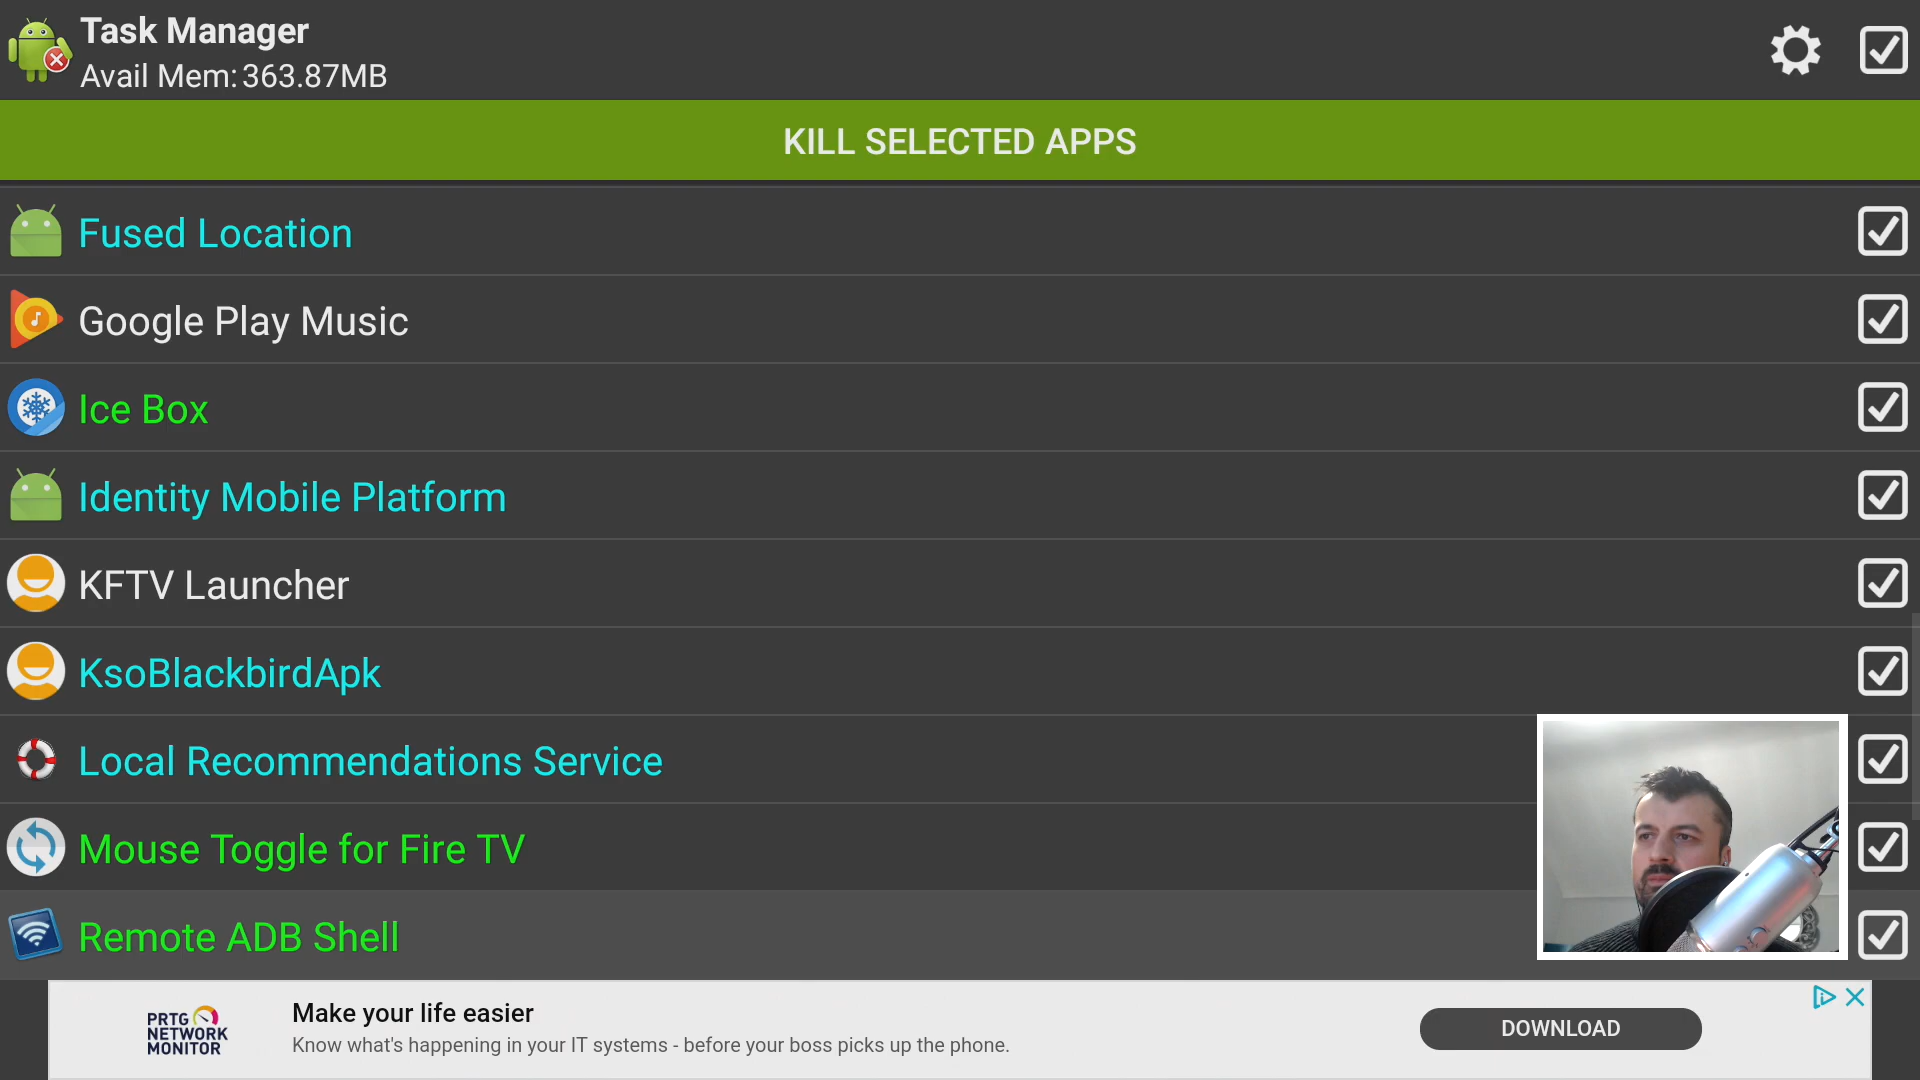 Task Manager
Avail Mem: 363.87MB
KILL SELECTED APPS
Fused Location
Google Play Music
Ice Box
Identity Mobile Platform
KFTV Launcher
KsoBlackbirdApk
Local Recommendations Service
Mouse Toggle for Fire TV
Remote ADB Shell
PRTG
NETWORK
MONITOR
Make your life easier
Know what's happening in your IT systems - before your boss picks up the phone.
DOWNLOAD